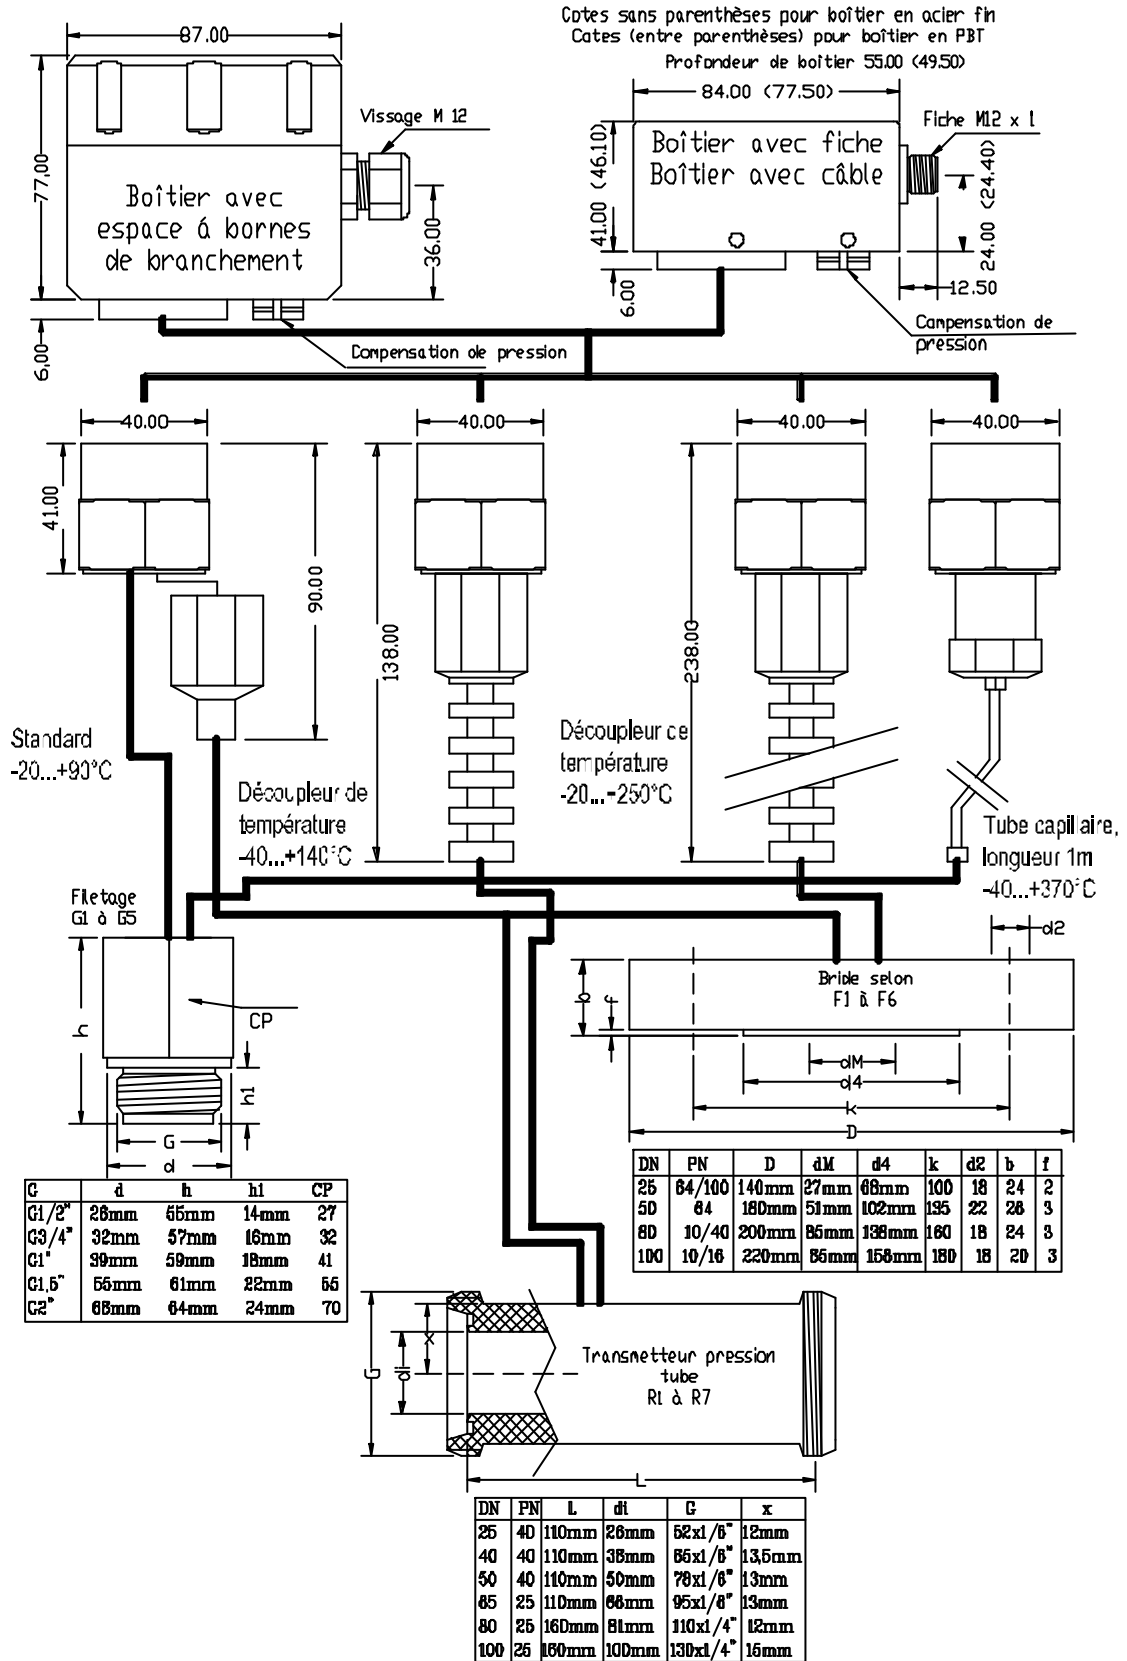 Cotes sans parenthèses pour boîtier en acier fin
Cates (entre parenthèses) pour boîtier en PBT
Profondeur de boîtier 55.00 (49.50)
87.00
84.00 (77.50)
Vissage M 12
Fiche M12 x 1
77.00
Boîtier avec
espace á bornes
de branchement
36.00
41.00 (46.10)
Boîtier avec fiche
Boîtier avec câble
24.00 (24.40)
12.50
6.00
6.00
Compensation de pression
Campensation de
pression
40.00
40.00
40.00
40.00
41.00
90.00
138.00
238.00
Standard
-20...+90°C
Découpleur de
température
-40...+140°C
Découpleur de
température
-20...+250°C
Tube capillaire,
longueur 1m
-40...+370°C
Filetage
G1 à G5
h
CP
h1
G
d
d2
b
f
Bride selon
F1 à F6
dM
d4
k
D
G d h h1 CP
G1/2" 26mm 55mm 14mm 27
G3/4" 32mm 57mm 16mm 32
G1" 39mm 59mm 18mm 41
G1,5" 55mm 61mm 22mm 55
G2" 68mm 64mm 24mm 70
DN PN D dM d4 k d2 b f
25 64/100 140mm 27mm 68mm 100 18 24 2
50 64 180mm 51mm 102mm 135 22 26 3
80 10/40 200mm 85mm 138mm 160 18 24 3
100 10/16 220mm 85mm 158mm 180 18 20 3
G
di
x
Transmetteur pression
tube
R1 à R7
L
DN PN L di G x
25 40 110mm 26mm 52x1/6" 12mm
40 40 110mm 38mm 65x1/6" 13,5mm
50 40 110mm 50mm 78x1/6" 13mm
65 25 110mm 66mm 95x1/6" 13mm
80 25 160mm 81mm 110x1/4" 12mm
100 25 160mm 100mm 130x1/4" 15mm